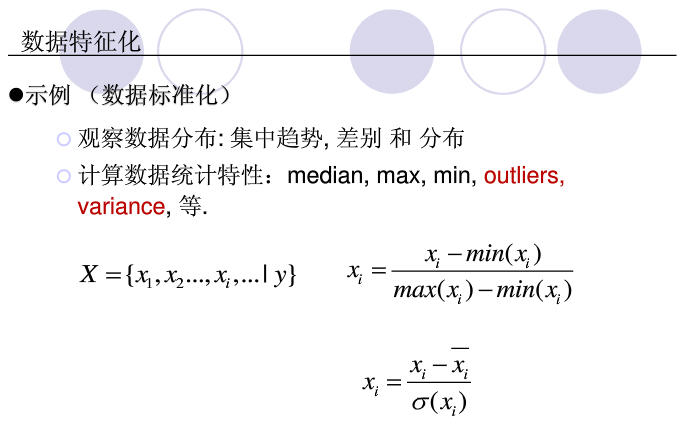 数据特征化
●示例 （数据标准化）
○ 观察数据分布: 集中趋势, 差别 和 分布
○ 计算数据统计特性：median, max, min, outliers,
variance, 等.
X = {x₁, x₂..., xᵢ,... | y}
xᵢ = (xᵢ − min(xᵢ)) / (max(xᵢ) − min(xᵢ))
xᵢ = (xᵢ − x̅ᵢ) / σ(xᵢ)